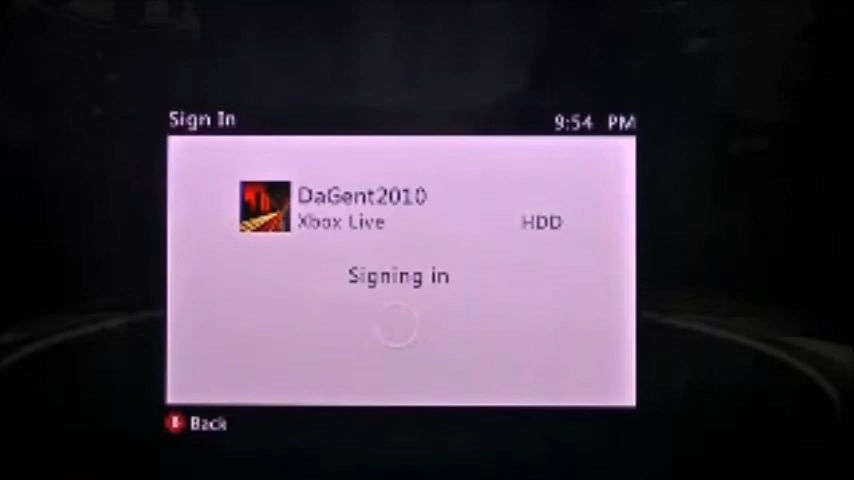 Sign In
9:54 PM
DaGent2010
Xbox Live
HDD
Signing in
B Back